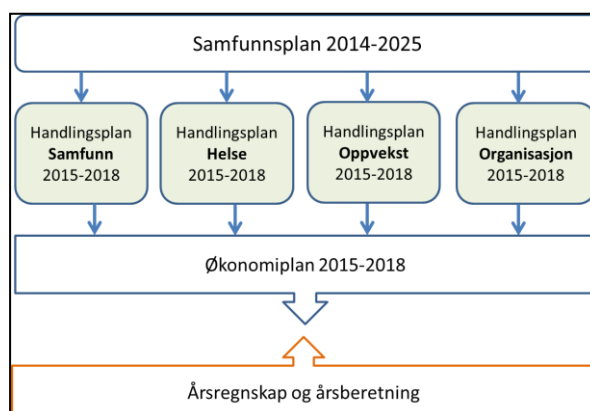 Samfunnsplan 2014-2025
Handlingsplan
Samfunn
2015-2018
Handlingsplan
Helse
2015-2018
Handlingsplan
Oppvekst
2015-2018
Handlingsplan
Organisasjon
2015-2018
Økonomiplan 2015-2018
Årsregnskap og årsberetning